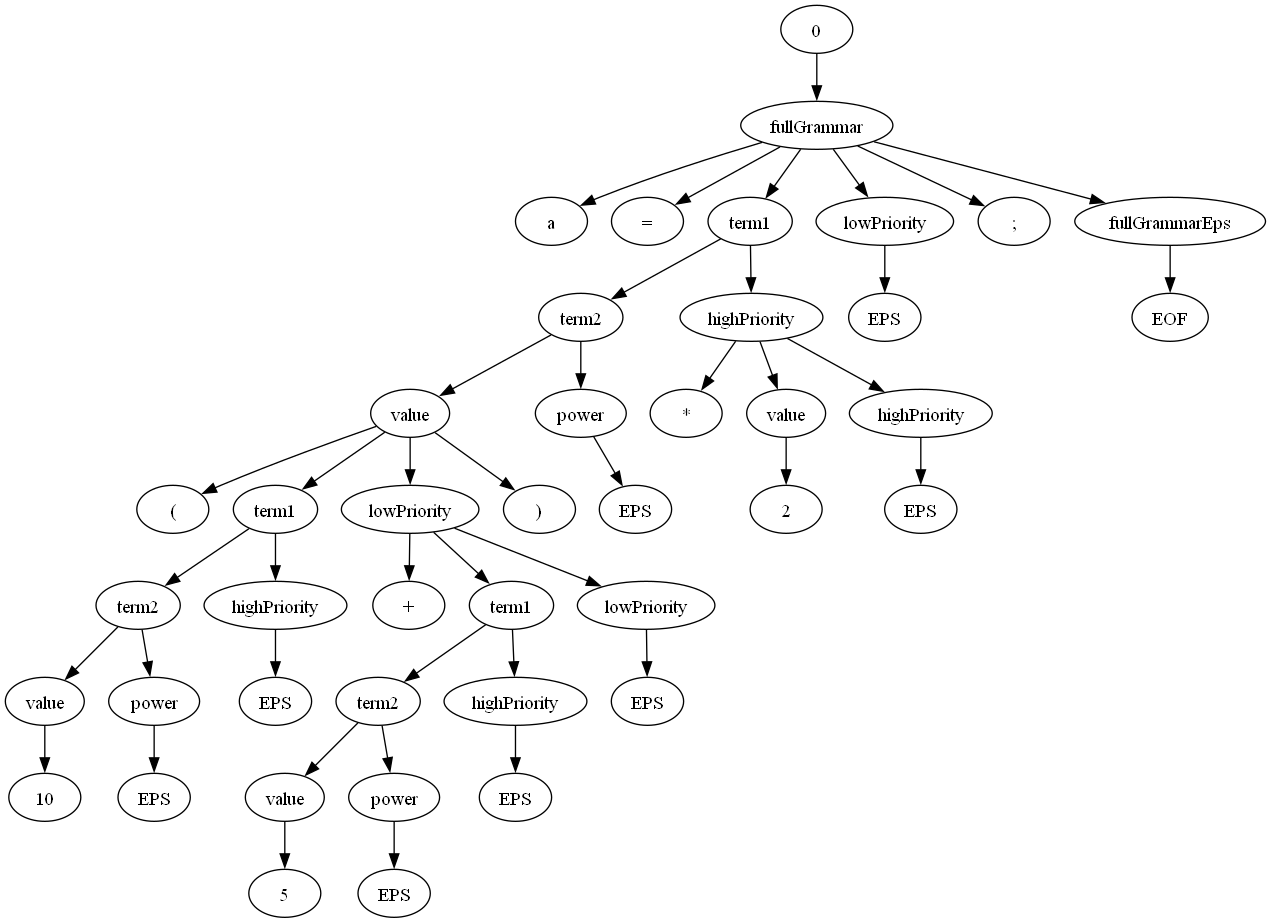 0
fullGrammar
a = term1 lowPriority ; fullGrammarEps
term2 highPriority EPS EOF
value power * value highPriority
( term1 lowPriority ) EPS 2 EPS
term2 highPriority + term1 lowPriority
value power EPS term2 highPriority EPS
10 EPS value power EPS
5 EPS